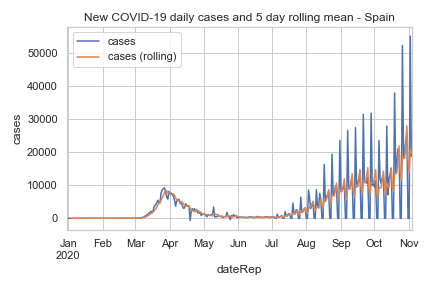 New COVID-19 daily cases and 5 day rolling mean - Spain
cases
cases (rolling)
50000
40000
30000
20000
10000
0
cases
Jan Feb Mar Apr May Jun Jul Aug Sep Oct Nov
2020
dateRep